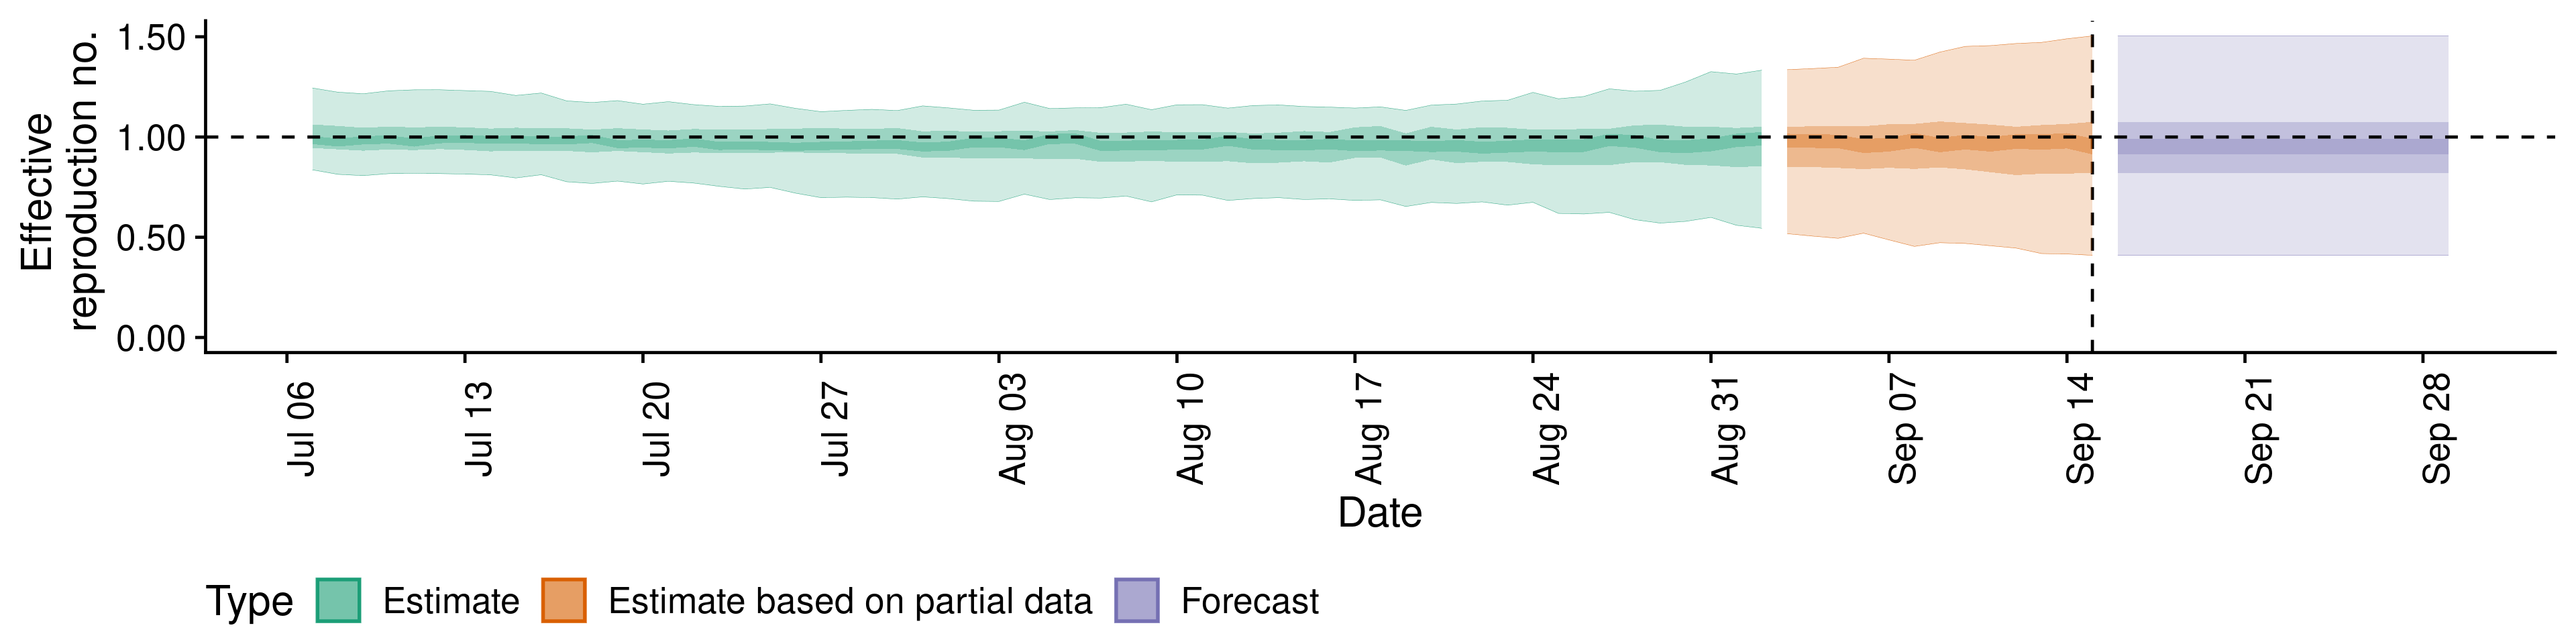 Effective
reproduction no.
1.50
1.00
0.50
0.00
Jul 06
Jul 13
Jul 20
Jul 27
Aug 03
Aug 10
Aug 17
Aug 24
Aug 31
Sep 07
Sep 14
Sep 21
Sep 28
Date
Type Estimate Estimate based on partial data Forecast